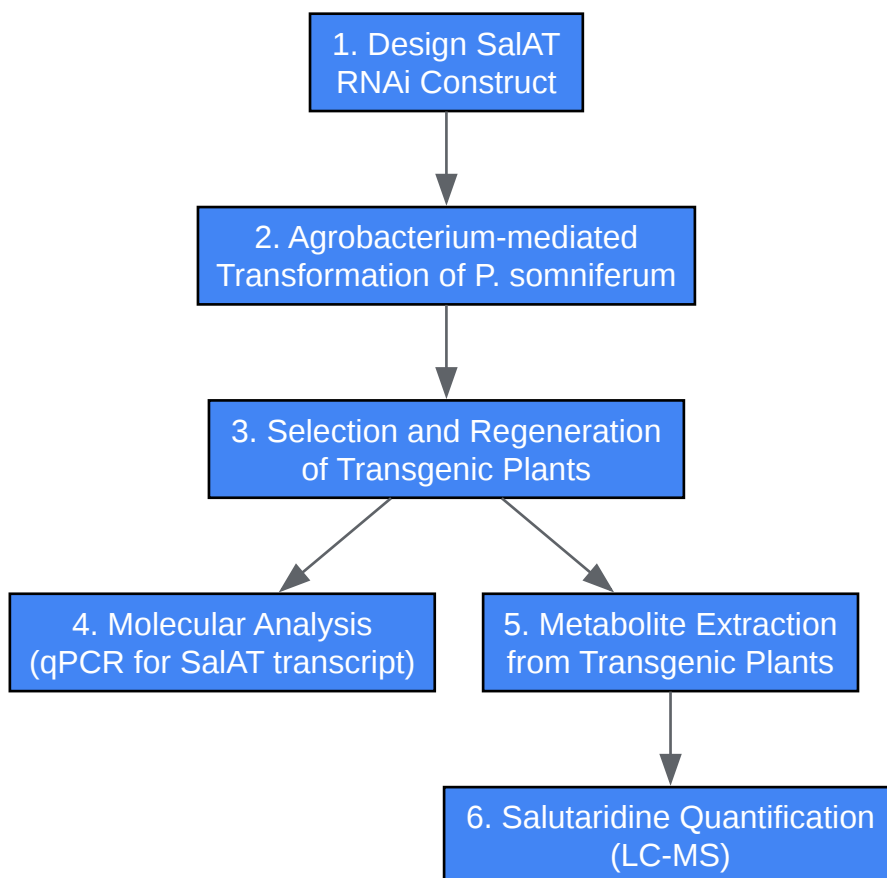 1. Design SalAT
RNAi Construct
2. Agrobacterium-mediated
Transformation of P. somniferum
3. Selection and Regeneration
of Transgenic Plants
4. Molecular Analysis
(qPCR for SalAT transcript)
5. Metabolite Extraction
from Transgenic Plants
6. Salutaridine Quantification
(LC-MS)